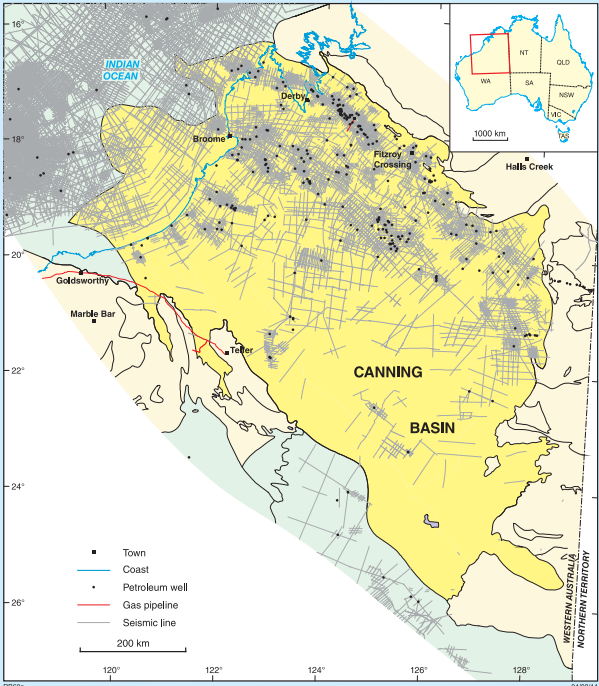 16°
INDIAN
OCEAN
NT
QLD
WA
SA
NSW
VIC
TAS
1000 km
Derby
Broome
18°
Fitzroy
Crossing
Halls Creek
20°
Goldsworthy
Marble Bar
Telfer
22°
CANNING
BASIN
24°
26°
Town
Coast
Petroleum well
Gas pipeline
Seismic line
200 km
WESTERN AUSTRALIA
NORTHERN TERRITORY
120°
122°
124°
126°
128°